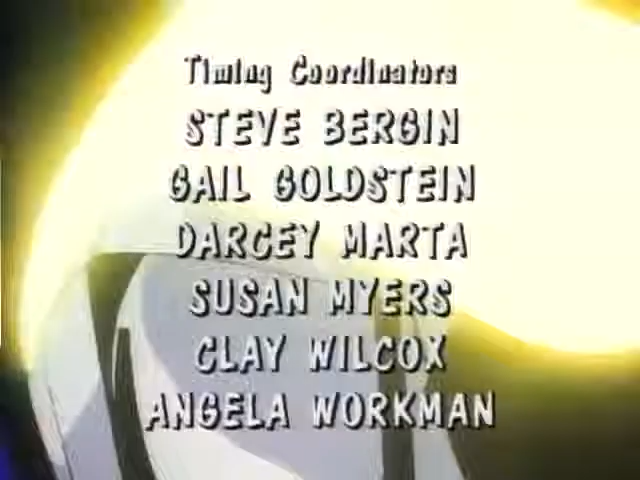 Timing Coordinators
STEVE BERGIN
GAIL GOLDSTEIN
DARCEY MARTA
SUSAN MYERS
CLAY WILCOX
ANGELA WORKMAN